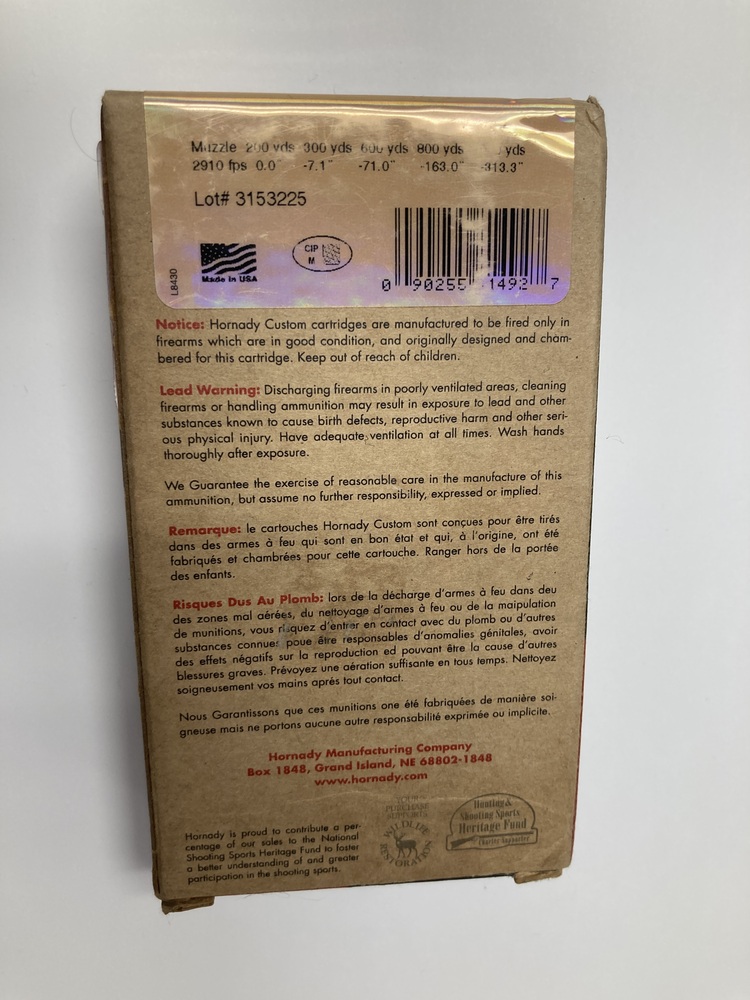 Muzzle 200 yds 300 yds 600 yds 800 yds yds
2910 fps 0.0" -7.1" -71.0" -163.0" -313.3"
Lot# 3153225
CIP
M
Made in USA
L8430
0 90255 1492 7
Notice: Hornady Custom cartridges are manufactured to be fired only in
firearms which are in good condition, and originally designed and cham-
bered for this cartridge. Keep out of reach of children.
Lead Warning: Discharging firearms in poorly ventilated areas, cleaning
firearms or handling ammunition may result in exposure to lead and other
substances known to cause birth defects, reproductive harm and other seri-
ous physical injury. Have adequate ventilation at all times. Wash hands
thoroughly after exposure.
We Guarantee the exercise of reasonable care in the manufacture of this
ammunition, but assume no further responsibility, expressed or implied.
Remarque: le cartouches Hornady Custom sont conçues pour être tirés
dans des armes à feu qui sont en bon état et qui, à l'origine, ont été
fabriqués et chambrées pour cette cartouche. Ranger hors de la portée
des enfants.
Risques Dus Au Plomb: lors de la décharge d'armes à feu dans deu
des zones mal aérées, du nettoyage d'armes à feu ou de la maipulation
de munitions, vous risquez d'entrer en contact avec du plomb ou d'autres
substances connues poue être responsables d'anomalies génitales, avoir
des effets négatifs sur la reproduction ed pouvant être la cause d'autres
blessures graves. Prévoyez une aération suffisante en tous temps. Nettoyez
soigneusement vos mains aprés tout contact.
Nous Garantissons que ces munitions one été fabriquées de manière soi-
gneuse mais ne portons aucune autre responsabilité exprimée ou implicite.
Hornady Manufacturing Company
Box 1848, Grand Island, NE 68802-1848
www.hornady.com
Hornady is proud to contribute a per-
centage of our sales to the National
Shooting Sports Heritage Fund to foster
a better understanding of and greater
participation in the shooting sports.
PURCHASE
SUPPORTS
WILDLIFE
RESTORATION
Hunting &
Shooting Sports
Heritage Fund
Charter Supporter